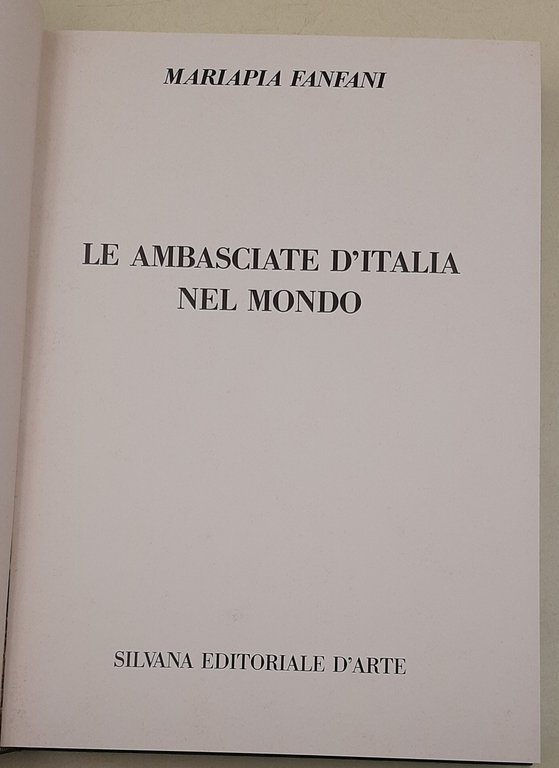 MARIAPIA FANFANI
LE AMBASCIATE D'ITALIA
NEL MONDO
SILVANA EDITORIALE D'ARTE